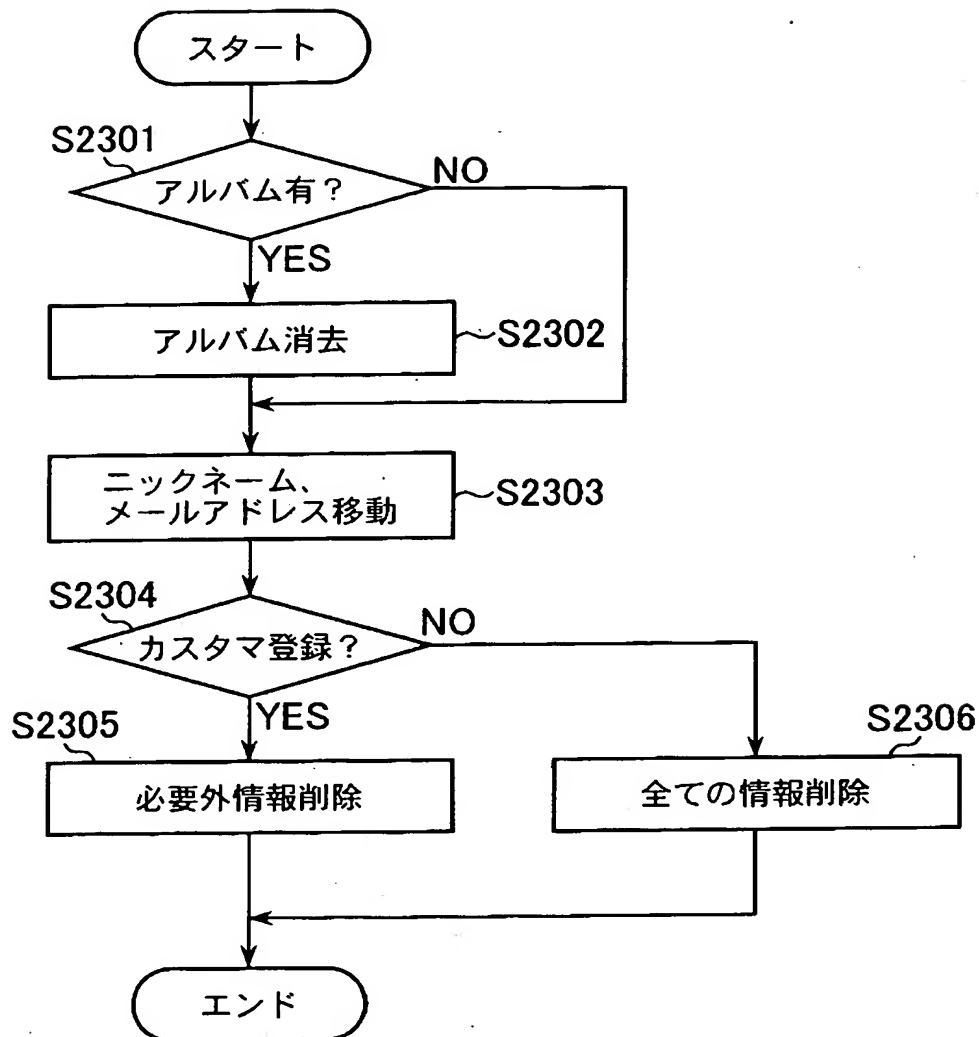 スタート
S2301
アルバム有?
NO
YES
アルバム消去
S2302
ニックネーム、
メールアドレス移動
S2303
S2304
カスタマ登録?
NO
YES
S2305
必要外情報削除
S2306
全ての情報削除
エンド